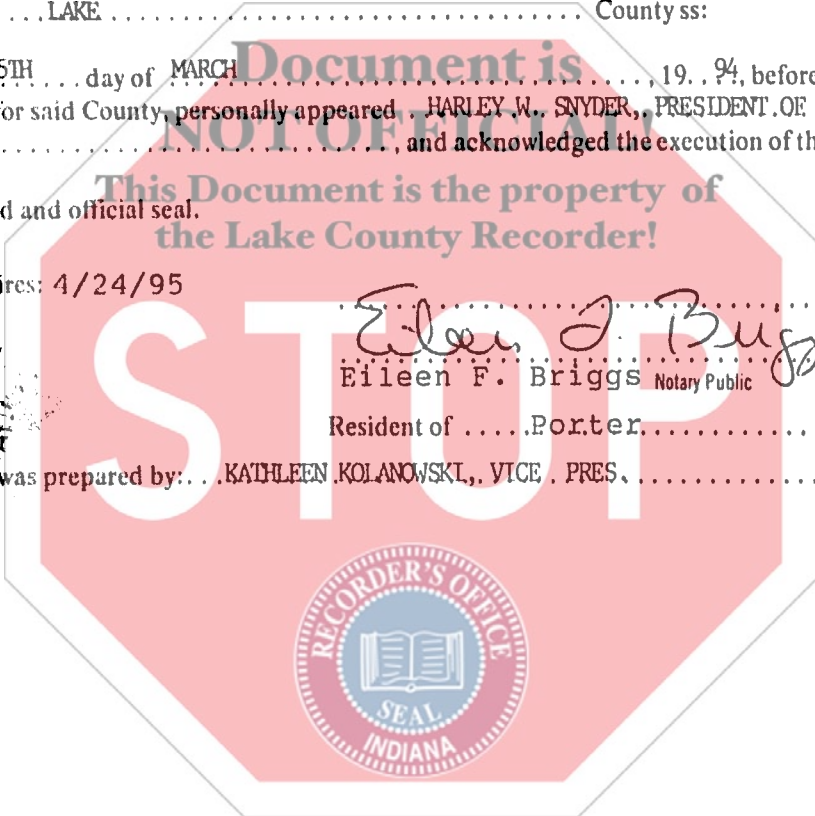 ...LAKE................................................ County ss:
Document is
5TH .....day of MARCH......................................, 19..94, before
NOT OFFICIAL
or said County, personally appeared ..HARLEY.W.. SNYDER,,.PRESIDENT.OF
......................................, and acknowledged the execution of th
This Document is the property of
d and official seal.
the Lake County Recorder!
ires: 4/24/95
Eileen F. Brigg
Eileen F. Briggs Notary Public
STOP
Resident of .....Porter................
was prepared by:...KATHLEEN.KOLANOWSKI,. VICE . PRES......................
RECORDER'S OFFICE
SEAL
INDIANA